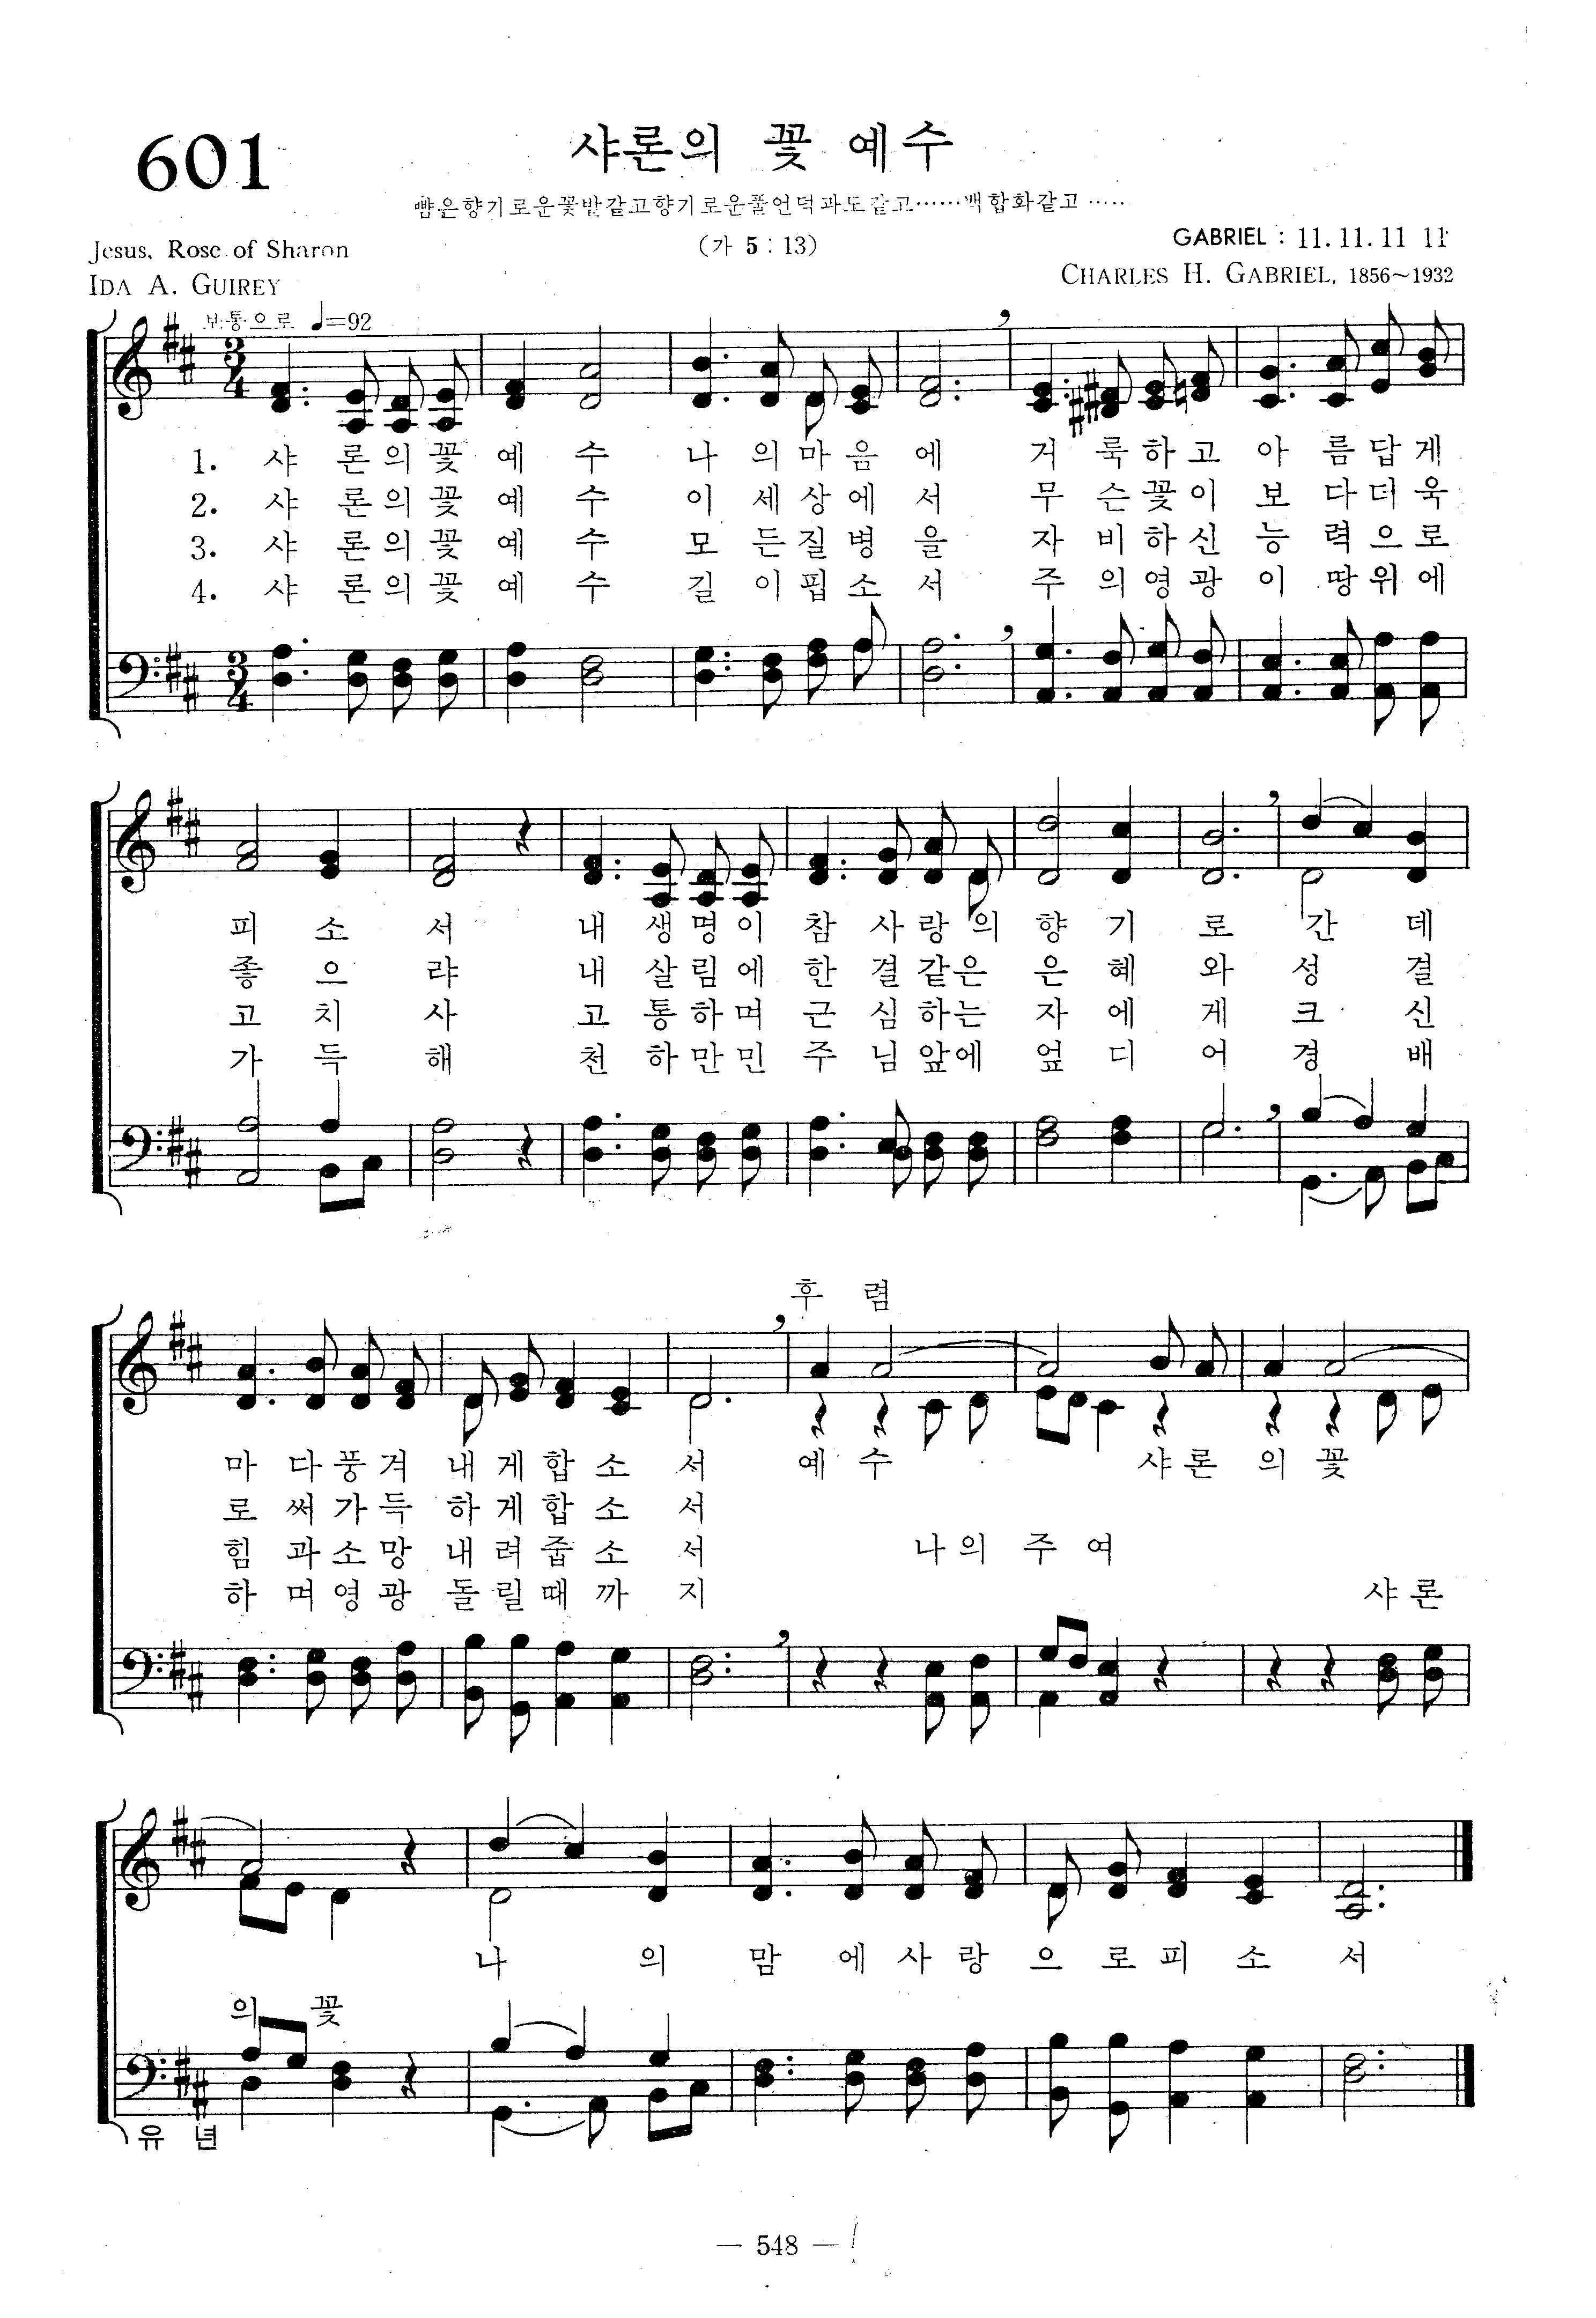 601
샤론의 꽃 예수
뺨은향기로운꽃밭같고향기로운풀언덕과도같고……백합화같고……
Jesus, Rose of Sharon
(가 5 : 13)
GABRIEL : 11. 11. 11 11
IDA A. GUIREY
CHARLES H. GABRIEL, 1856~1932
보통으로 ♩=92
1. 샤 론의꽃 예 수 나 의마음에 거 룩하고 아 름답게
2. 샤 론의꽃 예 수 이 세상에서 무 슨꽃이 보 다더욱
3. 샤 론의꽃 예 수 모 든질병을 자 비하신 능 력으로
4. 샤 론의꽃 예 수 길 이핍소서 주 의영광 이 땅위에
피 소 서 내 생명이 참 사랑의 향 기 로 간 데
좋 으 랴 내 살림에 한 결같은 은 혜 와 성 결
고 치 사 고 통하며 근 심하는 자 에 게 크 신
가 득 해 천 하만민 주 님앞에 엎 디 어 경 배
후 렴
마 다풍겨 내게합소서 예 수 샤론 의 꽃
로 써가득 하게합소서
힘 과소망 내려줍소서 나의 주 여
하 며영광 돌릴때까지 샤론
나 의 맘 에사랑 으 로피 소 서
의 꽃
유 년
— 548 —